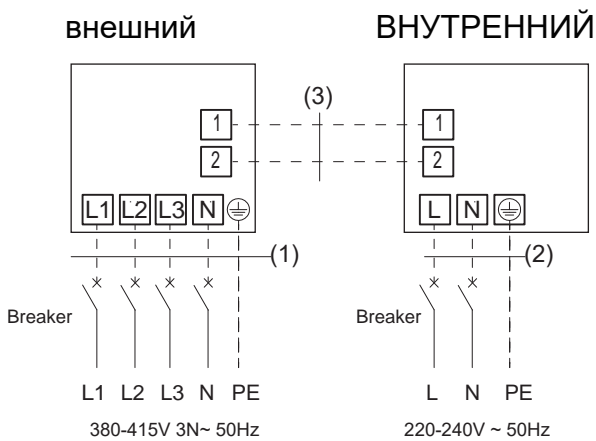 внешний ВНУТРЕННИЙ
(3)
1 1
2 2
L1 L2 L3 N L N
(1) (2)
Breaker Breaker
L1 L2 L3 N PE L N PE
380-415V 3N~ 50Hz 220-240V ~ 50Hz